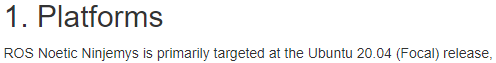 1. Platforms
ROS Noetic Ninjemys is primarily targeted at the Ubuntu 20.04 (Focal) release,